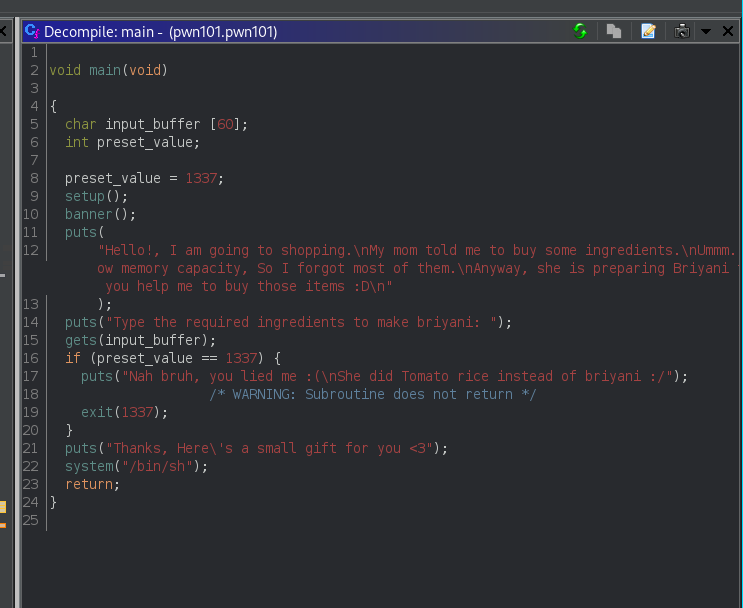 Decompile: main - (pwn101.pwn101)
1
2 void main(void)
3
4 {
5 char input_buffer [60];
6 int preset_value;
7
8 preset_value = 1337;
9 setup();
10 banner();
11 puts(
12 "Hello!, I am going to shopping.\nMy mom told me to buy some ingredients.\nUmmm.
ow memory capacity, So I forgot most of them.\nAnyway, she is preparing Briyani
you help me to buy those items :D\n"
13 );
14 puts("Type the required ingredients to make briyani: ");
15 gets(input_buffer);
16 if (preset_value == 1337) {
17 puts("Nah bruh, you lied me :(\nShe did Tomato rice instead of briyani :/");
18 /* WARNING: Subroutine does not return */
19 exit(1337);
20 }
21 puts("Thanks, Here\'s a small gift for you <3");
22 system("/bin/sh");
23 return;
24 }
25